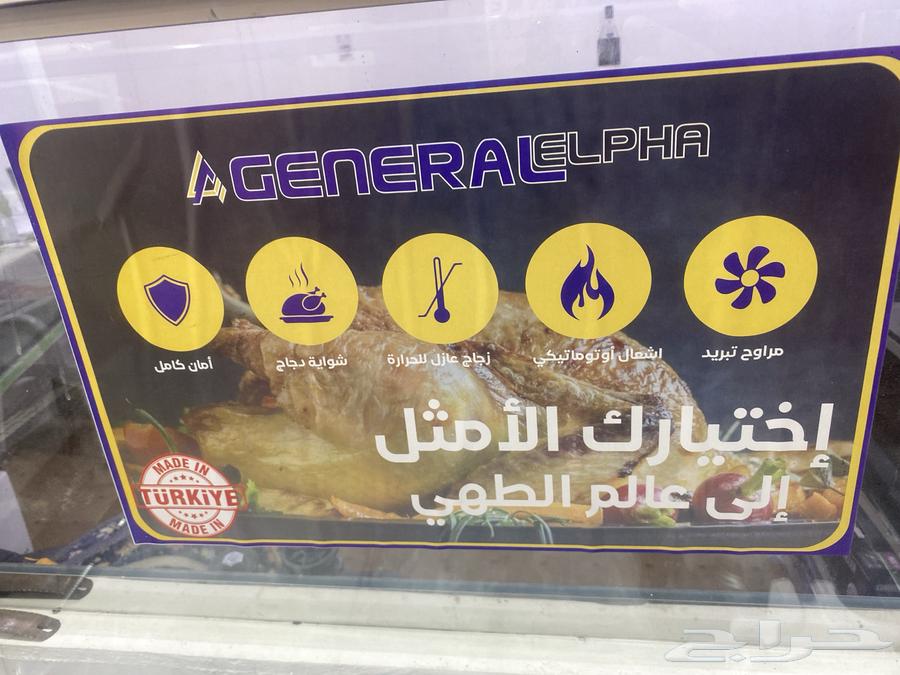 GENERAL ELPHA
مراوح تبريد
اشعال أوتوماتيكي
زجاج عازل للحرارة
شواية دجاج
أمان كامل
إختيارك الأمثل
إلى عالم الطهي
MADE IN
TÜRKiYE
MADE IN
حراج